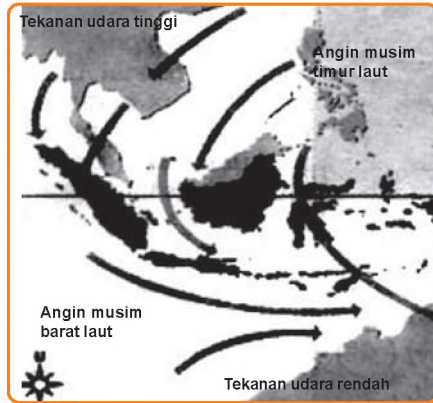 Tekanan udara tinggi
Angin musim
timur laut
Angin musim
barat laut
U
Tekanan udara rendah